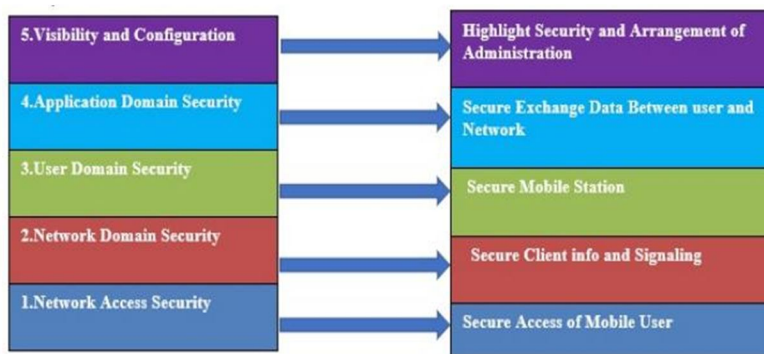 5.Visibility and Configuration
Highlight Security and Arrangement of
Administration
4.Application Domain Security
Secure Exchange Data Between user and
Network
3.User Domain Security
Secure Mobile Station
2.Network Domain Security
Secure Client info and Signaling
1.Network Access Security
Secure Access of Mobile User